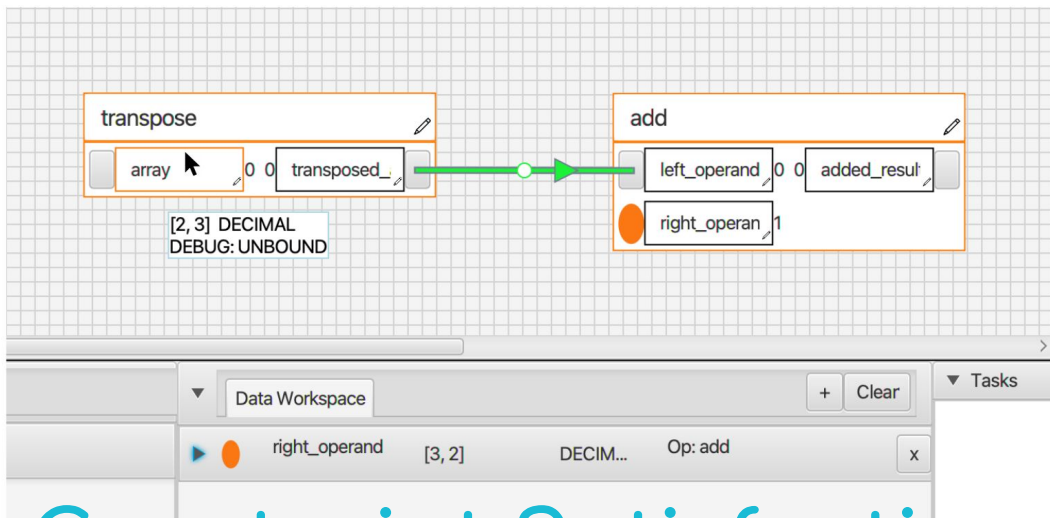 transpose
add
array 0 0 transposed_
left_operand 0 0 added_resul
[2, 3] DECIMAL
DEBUG: UNBOUND
right_operan 1
Data Workspace + Clear
Tasks
right_operand [3, 2] DECIM... Op: add x